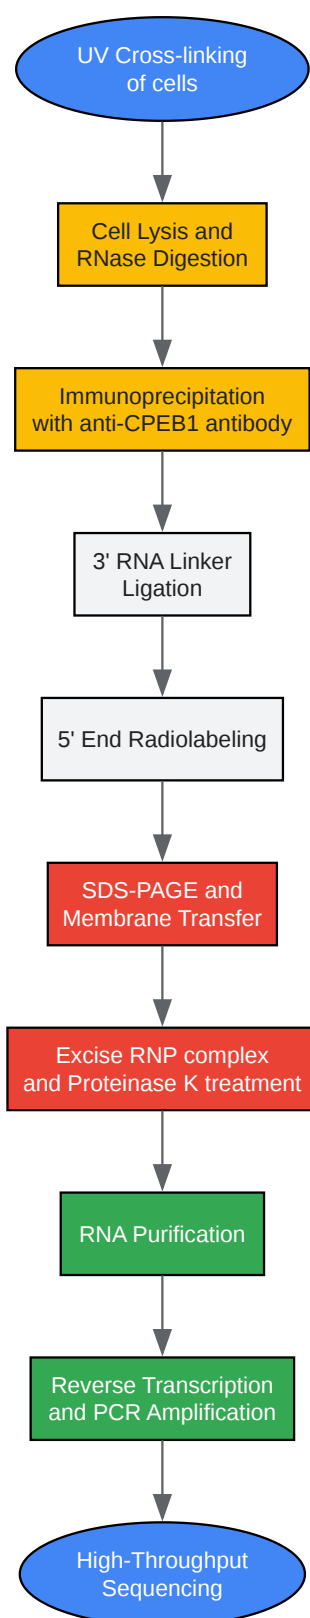 UV Cross-linking
of cells
Cell Lysis and
RNase Digestion
Immunoprecipitation
with anti-CPEB1 antibody
3' RNA Linker
Ligation
5' End Radiolabeling
SDS-PAGE and
Membrane Transfer
Excise RNP complex
and Proteinase K treatment
RNA Purification
Reverse Transcription
and PCR Amplification
High-Throughput
Sequencing